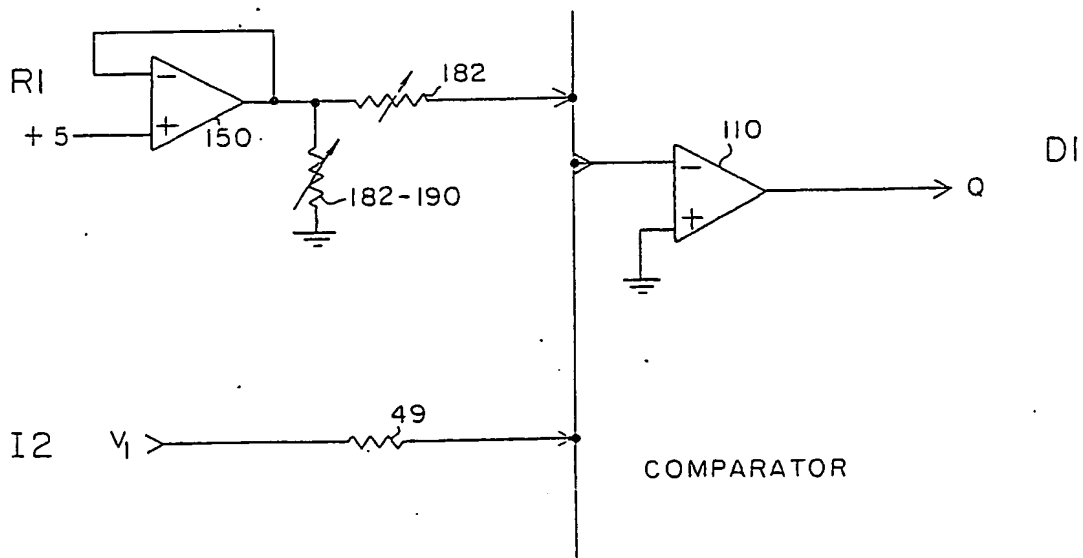 R1
+ 5
−
+
150
182
182-190
110
−
+
Q
D1
I2
V1
49
COMPARATOR